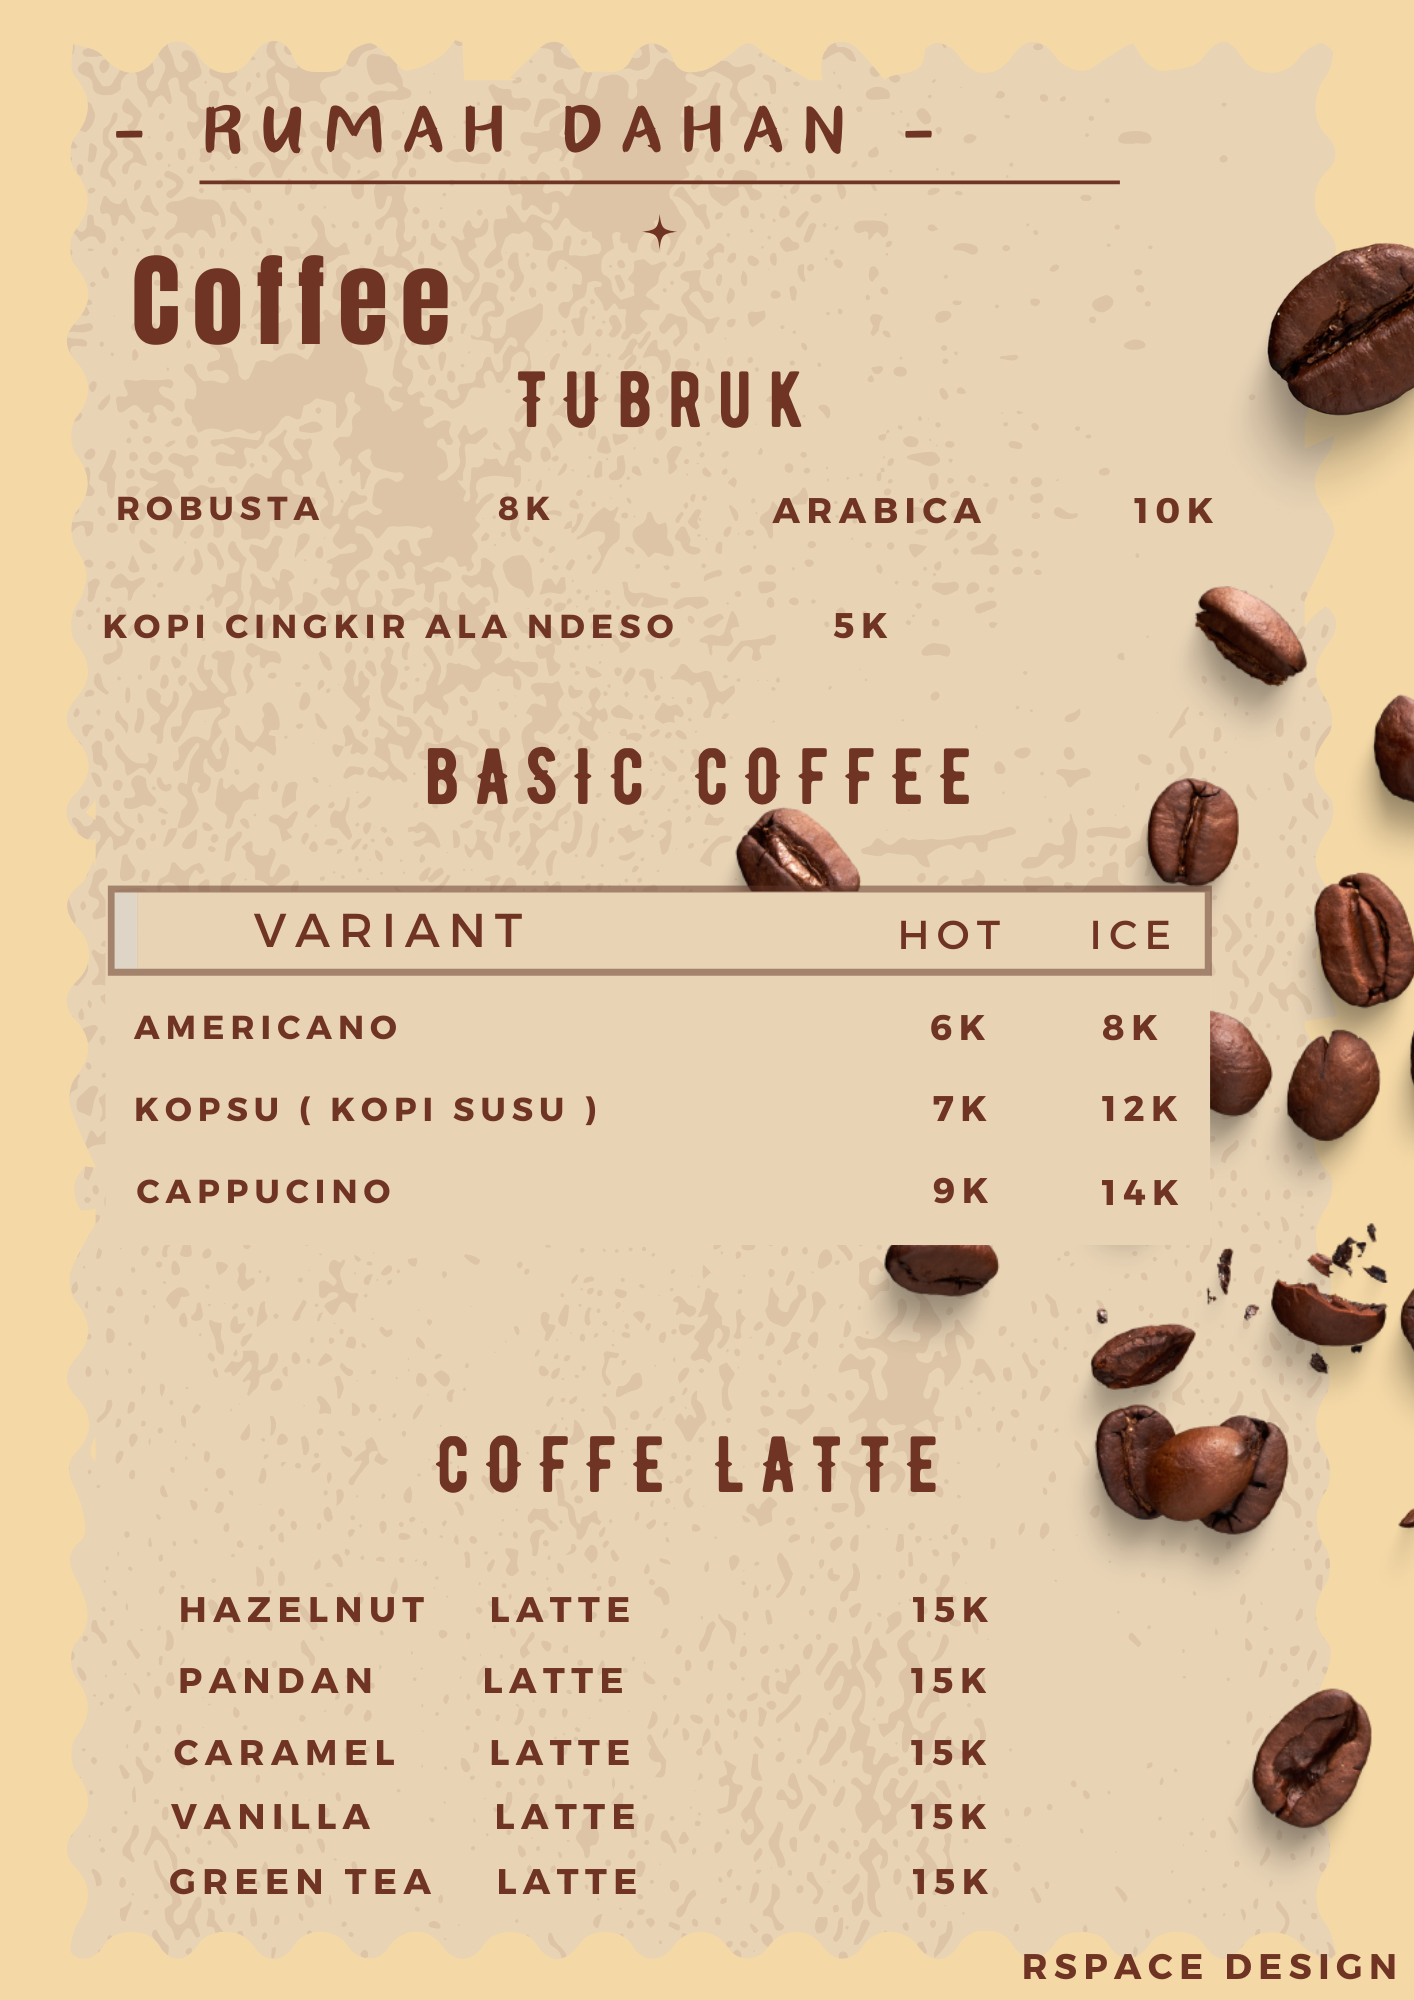 - RUMAH DAHAN -
Coffee
TUBRUK
ROBUSTA 8K ARABICA 10K
KOPI CINGKIR ALA NDESO 5K
BASIC COFFEE
VARIANT HOT ICE
AMERICANO 6K 8K
KOPSU ( KOPI SUSU ) 7K 12K
CAPPUCINO 9K 14K
COFFE LATTE
HAZELNUT LATTE 15K
PANDAN LATTE 15K
CARAMEL LATTE 15K
VANILLA LATTE 15K
GREEN TEA LATTE 15K
RSPACE DESIGN